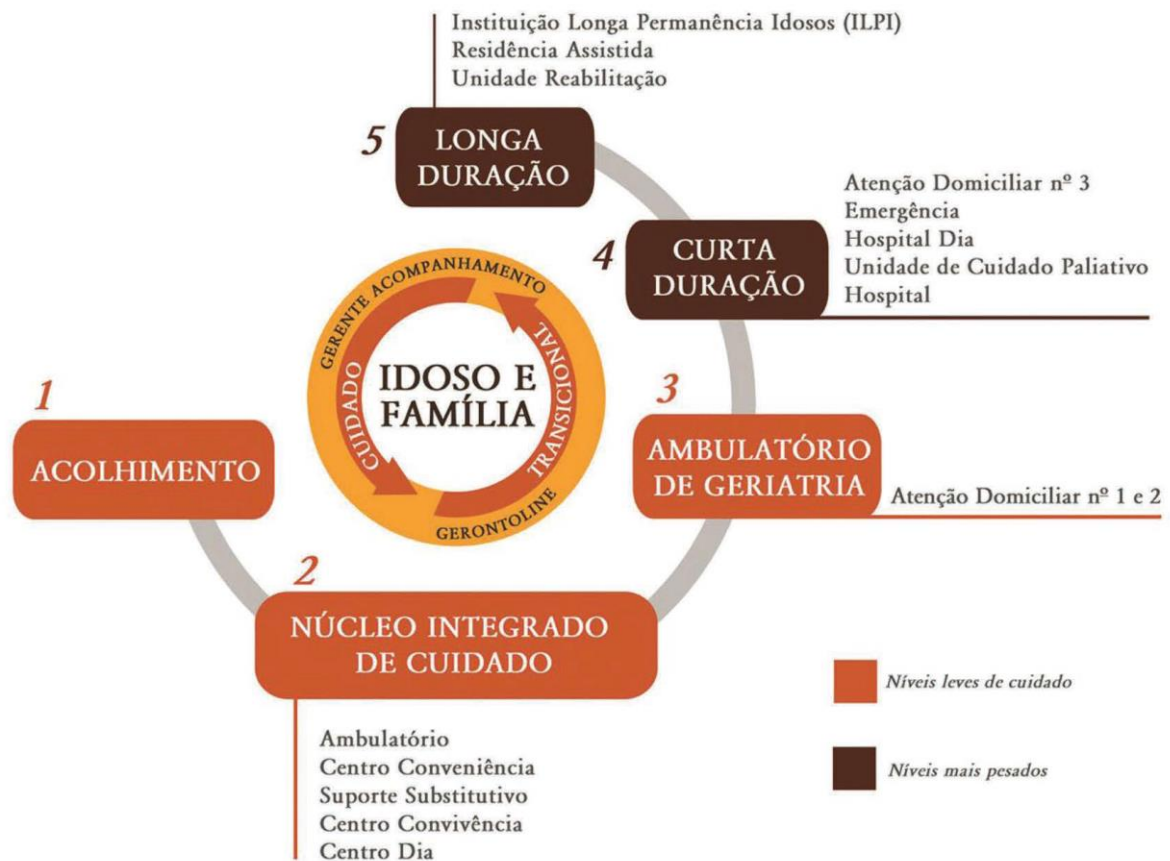 Instituição Longa Permanência Idosos (ILPI)
Residência Assistida
Unidade Reabilitação
5
LONGA
DURAÇÃO
4
CURTA
DURAÇÃO
Atenção Domiciliar nº 3
Emergência
Hospital Dia
Unidade de Cuidado Paliativo
Hospital
GERENTE ACOMPANHAMENTO
CUIDADO
TRANSICIONAL
IDOSO E
FAMÍLIA
GERONTOLINE
1
ACOLHIMENTO
3
AMBULATÓRIO
DE GERIATRIA
Atenção Domiciliar nº 1 e 2
2
NÚCLEO INTEGRADO
DE CUIDADO
Ambulatório
Centro Conveniência
Suporte Substitutivo
Centro Convivência
Centro Dia
Níveis leves de cuidado
Níveis mais pesados